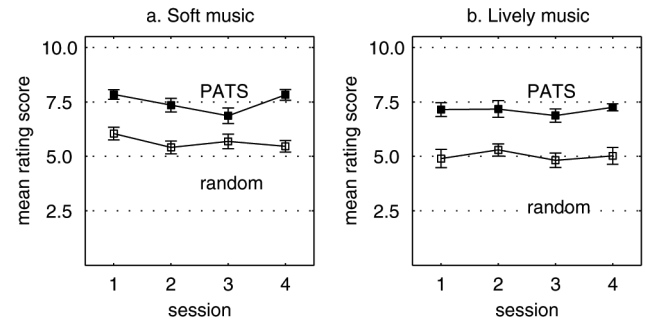 a. Soft music
10.0
7.5
5.0
2.5
mean rating score
PATS
random
1 2 3 4
session
b. Lively music
10.0
7.5
5.0
2.5
mean rating score
PATS
random
1 2 3 4
session